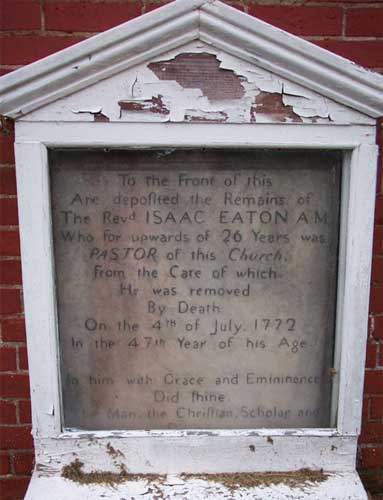 To the Front of this
Are deposited the Remains of
The Revd ISAAC EATON A M
Who for upwards of 26 Years was
PASTOR of this Church,
from the Care of which
He was removed
By Death
On the 4th of July. 1772
In the 47th Year of his Age
In him with Grace and Emininence
Did shine
the Man, the Christian, Scholar and